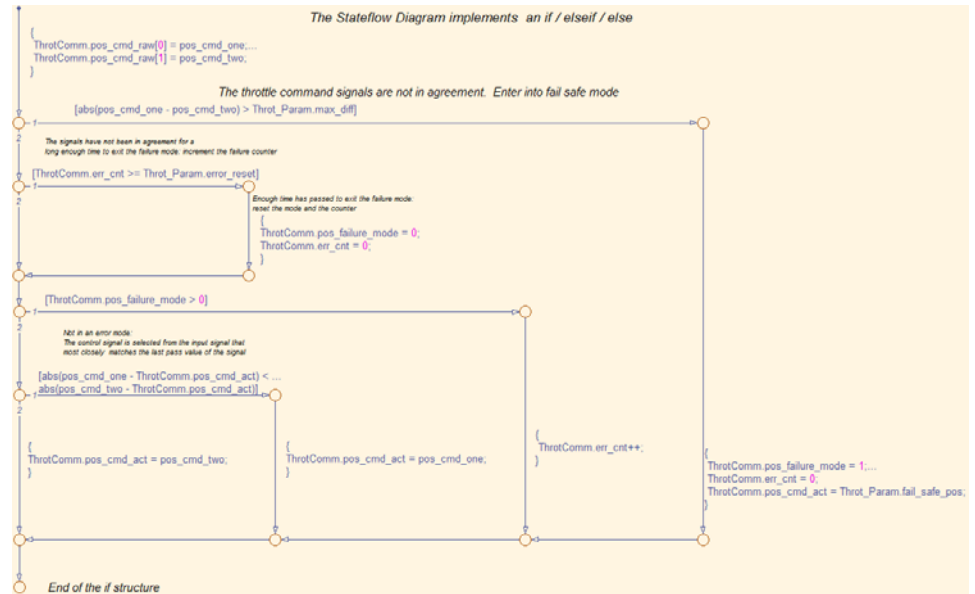 The Stateflow Diagram implements an if / elseif / else
{
ThrotComm.pos_cmd_raw[0] = pos_cmd_one;...
ThrotComm.pos_cmd_raw[1] = pos_cmd_two;
}
The throttle command signals are not in agreement. Enter into fail safe mode
[abs(pos_cmd_one - pos_cmd_two) > Throt_Param.max_diff]
1
2
The signals have not been in agreement for a
long enough time to exit the failure mode: increment the failure counter
[ThrotComm.err_cnt >= Throt_Param.error_reset]
1
2
Enough time has passed to exit the failure mode:
reset the mode and the counter
{
ThrotComm.pos_failure_mode = 0;
ThrotComm.err_cnt = 0;
}
[ThrotComm.pos_failure_mode > 0]
1
2
Not in an error mode:
The control signal is selected from the input signal that
most closely matches the last pass value of the signal
[abs(pos_cmd_one - ThrotComm.pos_cmd_act) < ...
abs(pos_cmd_two - ThrotComm.pos_cmd_act)]
1
2
{
ThrotComm.pos_cmd_act = pos_cmd_two;
}
{
ThrotComm.pos_cmd_act = pos_cmd_one;
}
{
ThrotComm.err_cnt++;
}
{
ThrotComm.pos_failure_mode = 1;...
ThrotComm.err_cnt = 0;
ThrotComm.pos_cmd_act = Throt_Param.fail_safe_pos;
}
End of the if structure